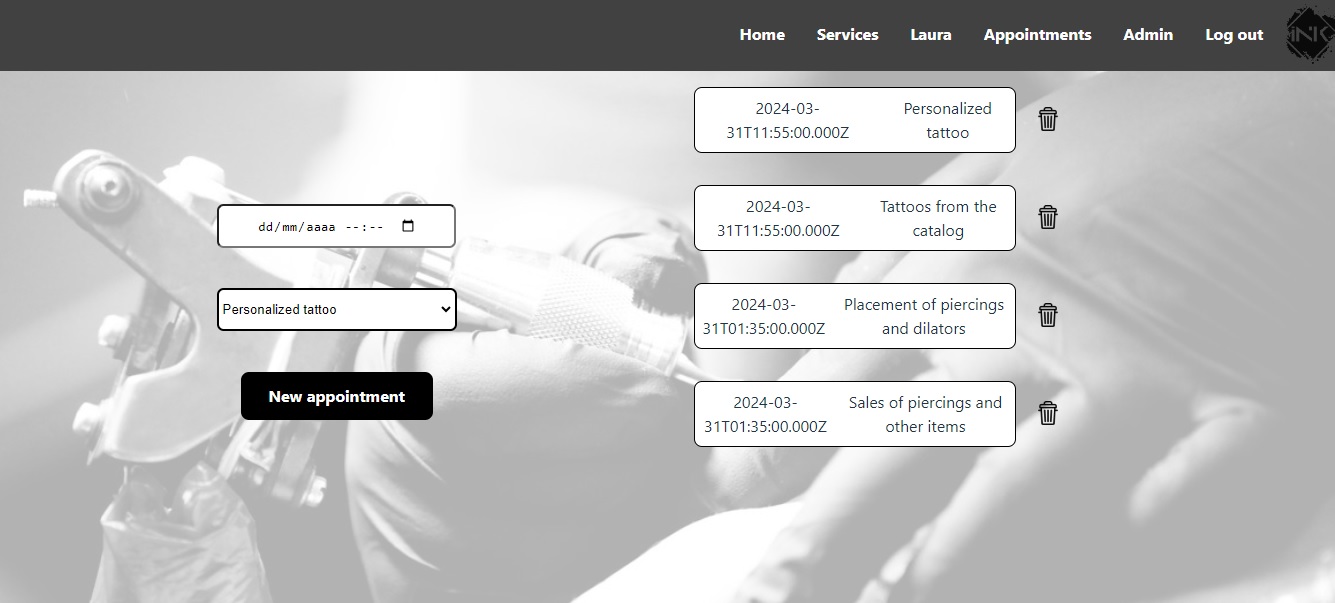 Home Services Laura Appointments Admin Log out
INK
dd/mm/aaaa --:--
Personalized tattoo
New appointment
2024-03-
31T11:55:00.000Z
Personalized
tattoo
2024-03-
31T11:55:00.000Z
Tattoos from the
catalog
2024-03-
31T01:35:00.000Z
Placement of piercings
and dilators
2024-03-
31T01:35:00.000Z
Sales of piercings and
other items